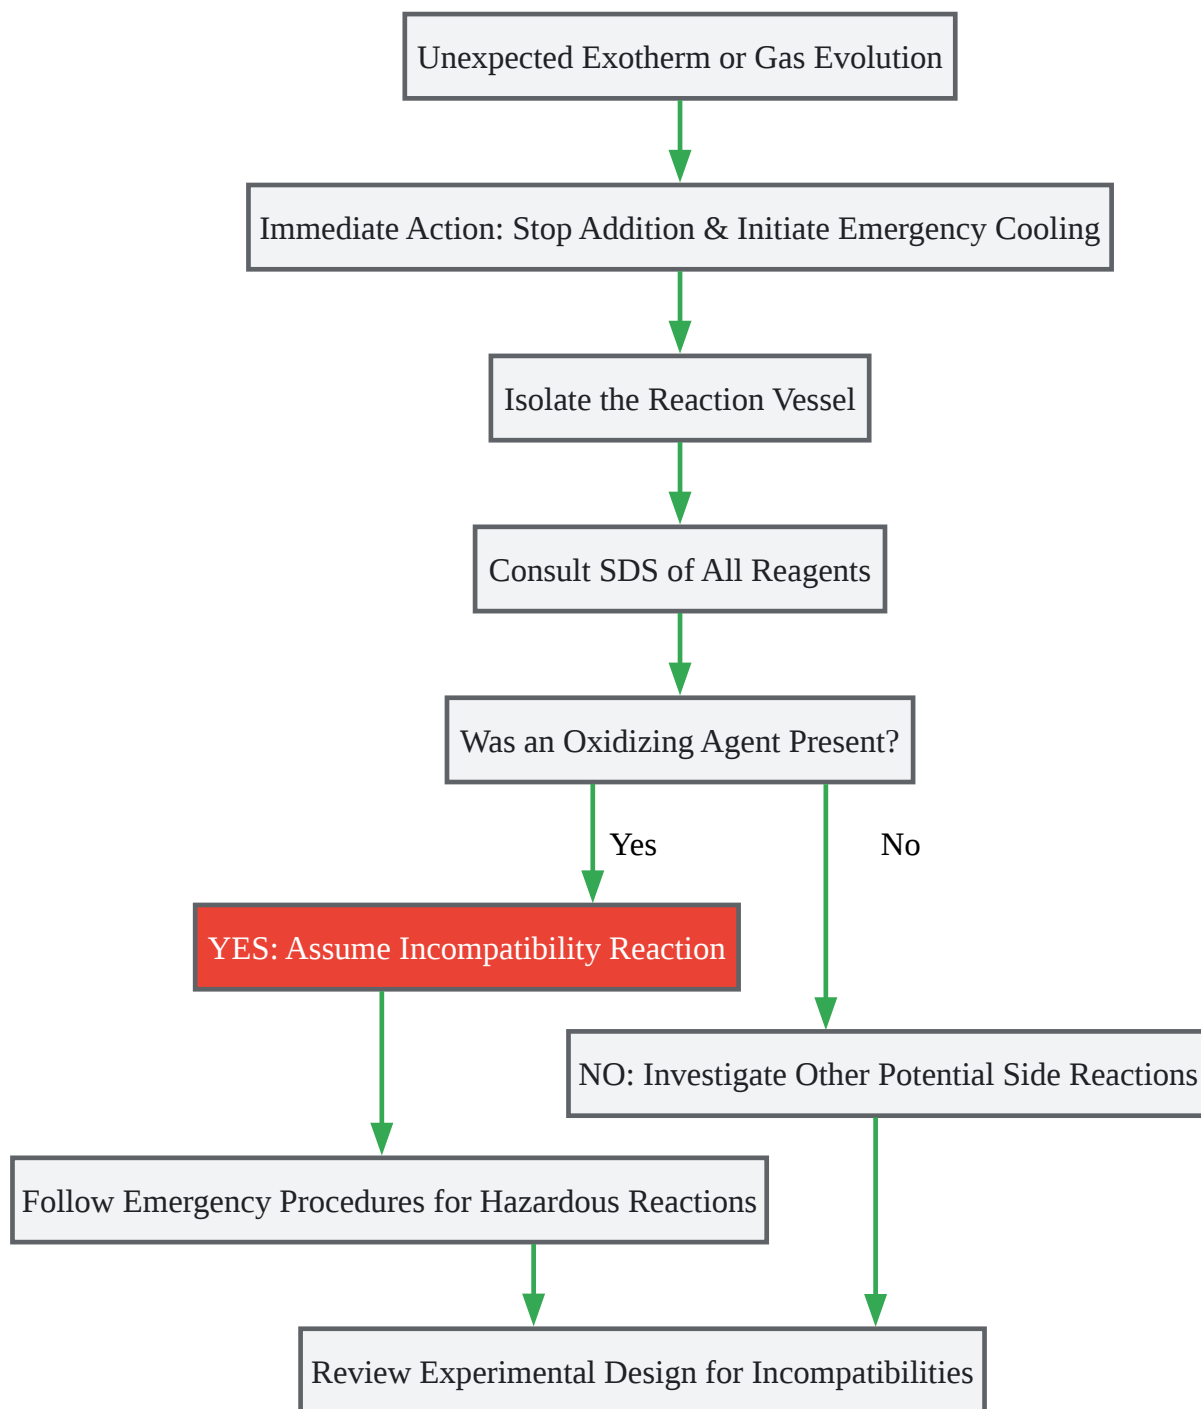 Unexpected Exotherm or Gas Evolution
Immediate Action: Stop Addition & Initiate Emergency Cooling
Isolate the Reaction Vessel
Consult SDS of All Reagents
Was an Oxidizing Agent Present?
Yes
No
YES: Assume Incompatibility Reaction
NO: Investigate Other Potential Side Reactions
Follow Emergency Procedures for Hazardous Reactions
Review Experimental Design for Incompatibilities